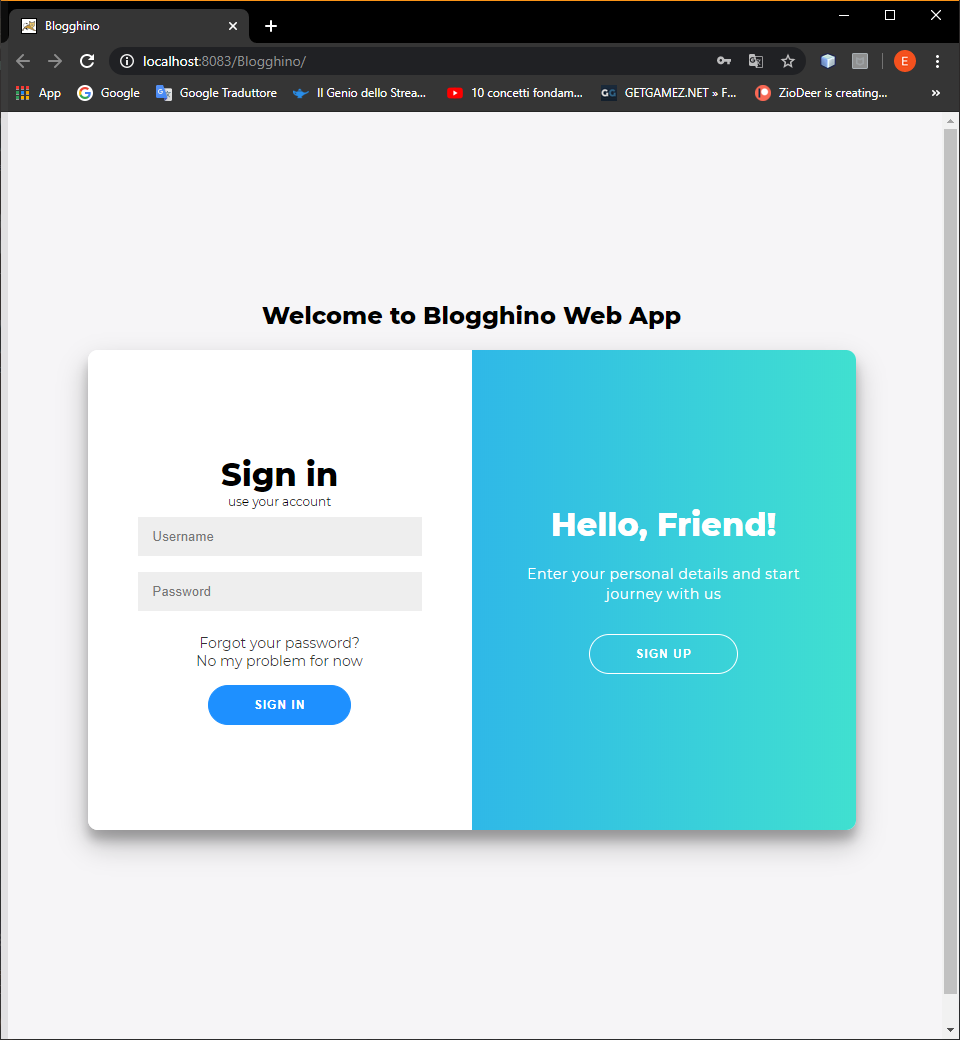 Blogghino
localhost:8083/Blogghino/
E
App Google Google Traduttore Il Genio dello Strea... 10 concetti fondam... GG GETGAMEZ.NET » F... ZioDeer is creating... »
Welcome to Blogghino Web App
Sign in
use your account
Username
Password
Forgot your password?
No my problem for now
SIGN IN
Hello, Friend!
Enter your personal details and start
journey with us
SIGN UP